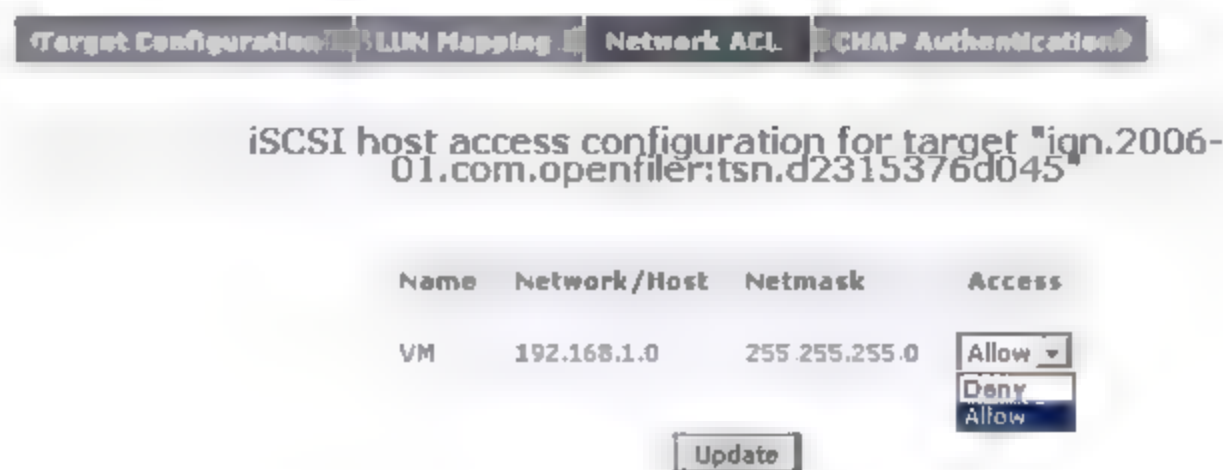 Target Configuration LUN Mapping Network ACL CHAP Authentication
iSCSI host access configuration for target "iqn.2006-
01.com.openfiler:tsn.d2315376d045"
Name Network/Host Netmask Access
VM 192.168.1.0 255.255.255.0 Allow
Deny
Allow
Update